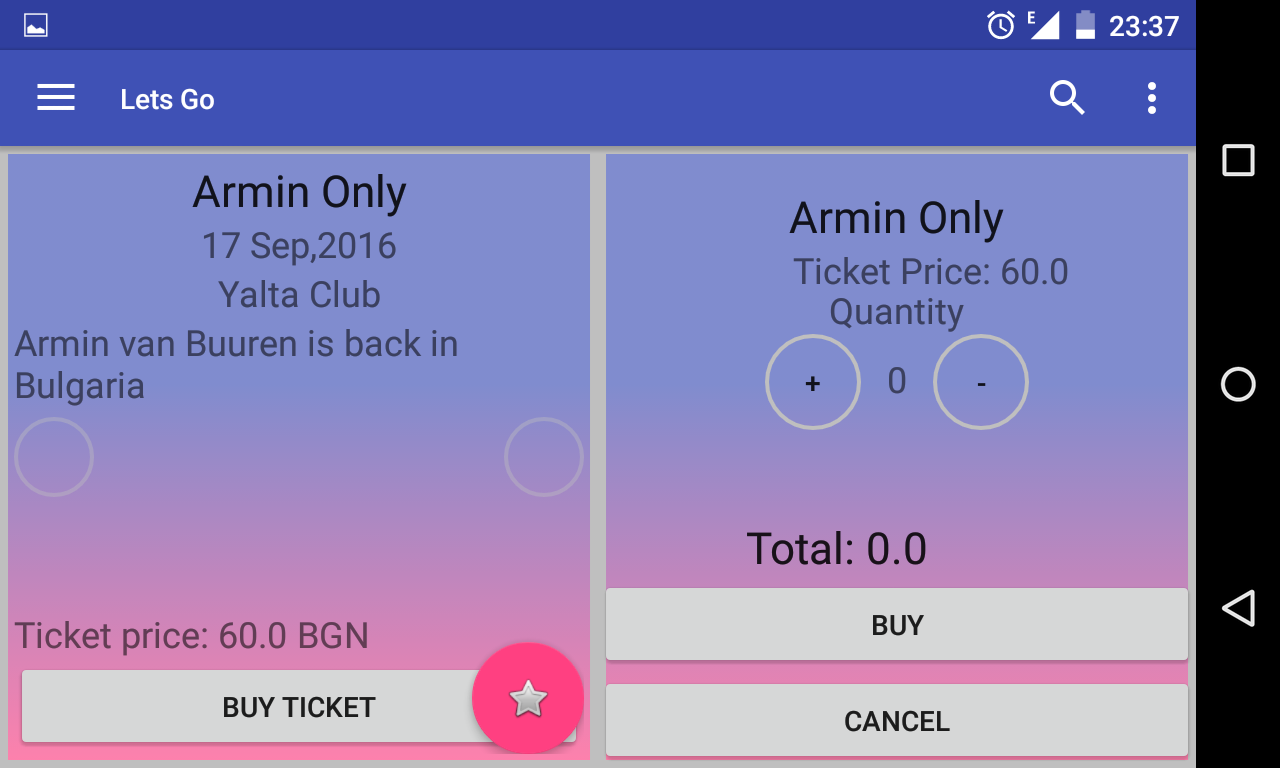 E 23:37
Lets Go
Armin Only
17 Sep,2016
Yalta Club
Armin van Buuren is back in
Bulgaria
Ticket price: 60.0 BGN
BUY TICKET
Armin Only
Ticket Price: 60.0
Quantity
+ 0 -
Total: 0.0
BUY
CANCEL